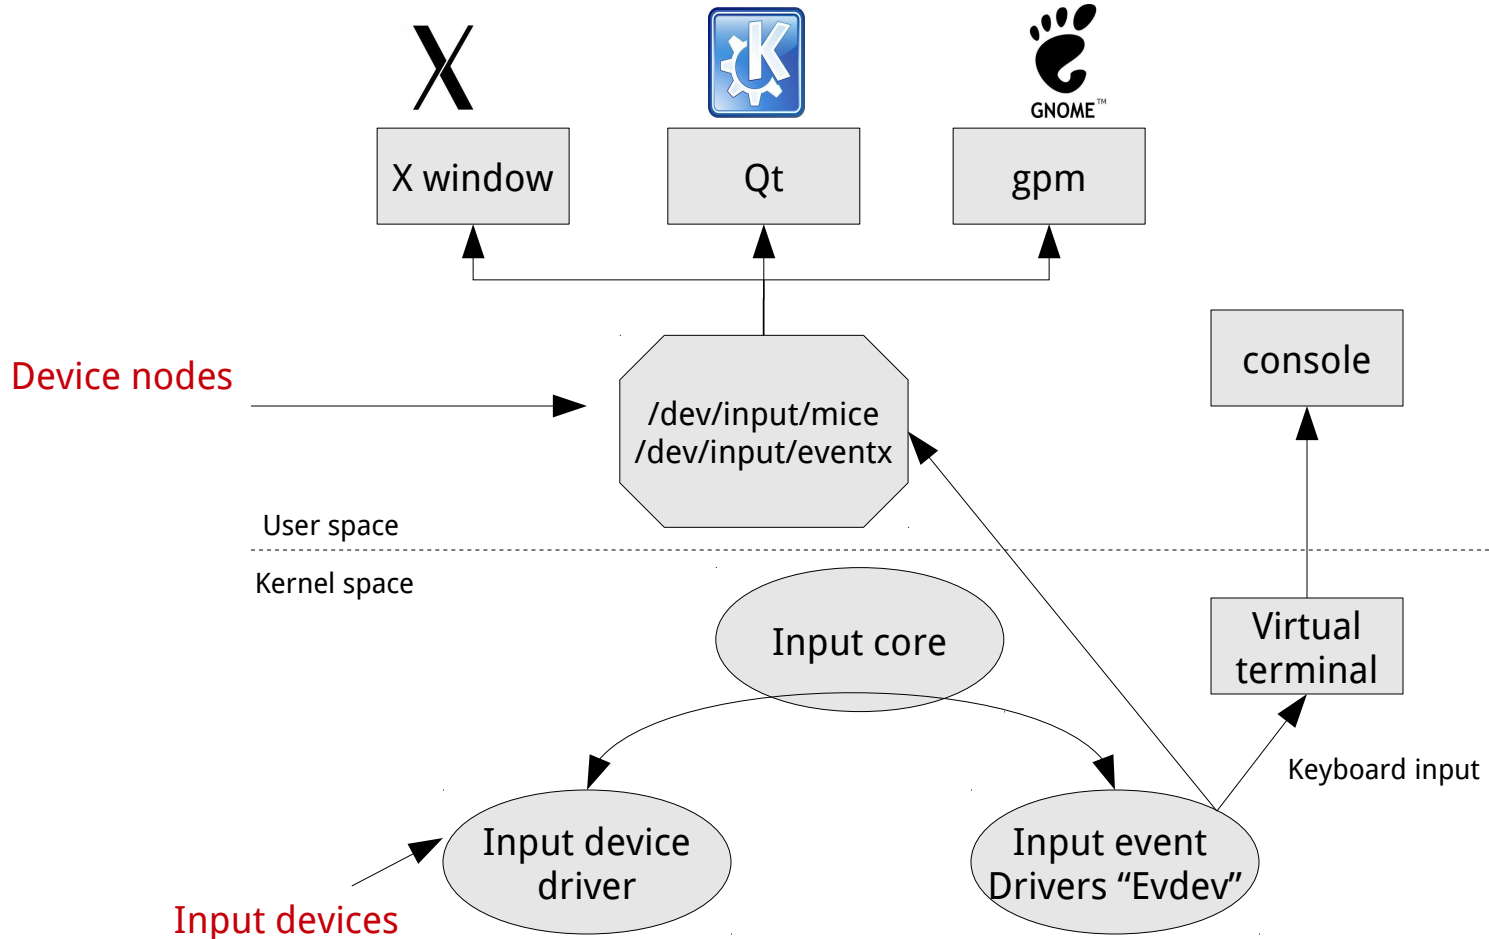 X
K
GNOME™
X window
Qt
gpm
console
Device nodes
/dev/input/mice
/dev/input/eventx
User space
Kernel space
Input core
Virtual
terminal
Keyboard input
Input device
driver
Input event
Drivers “Evdev”
Input devices